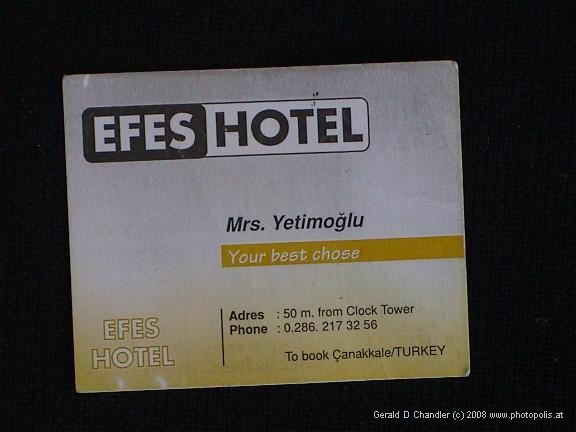 EFES HOTEL
Mrs. Yetimoğlu
Your best chose
Adres : 50 m. from Clock Tower
Phone : 0.286. 217 32 56
To book Çanakkale/TURKEY
EFES
HOTEL
Gerald D Chandler (c) 2008 www.photopolis.at